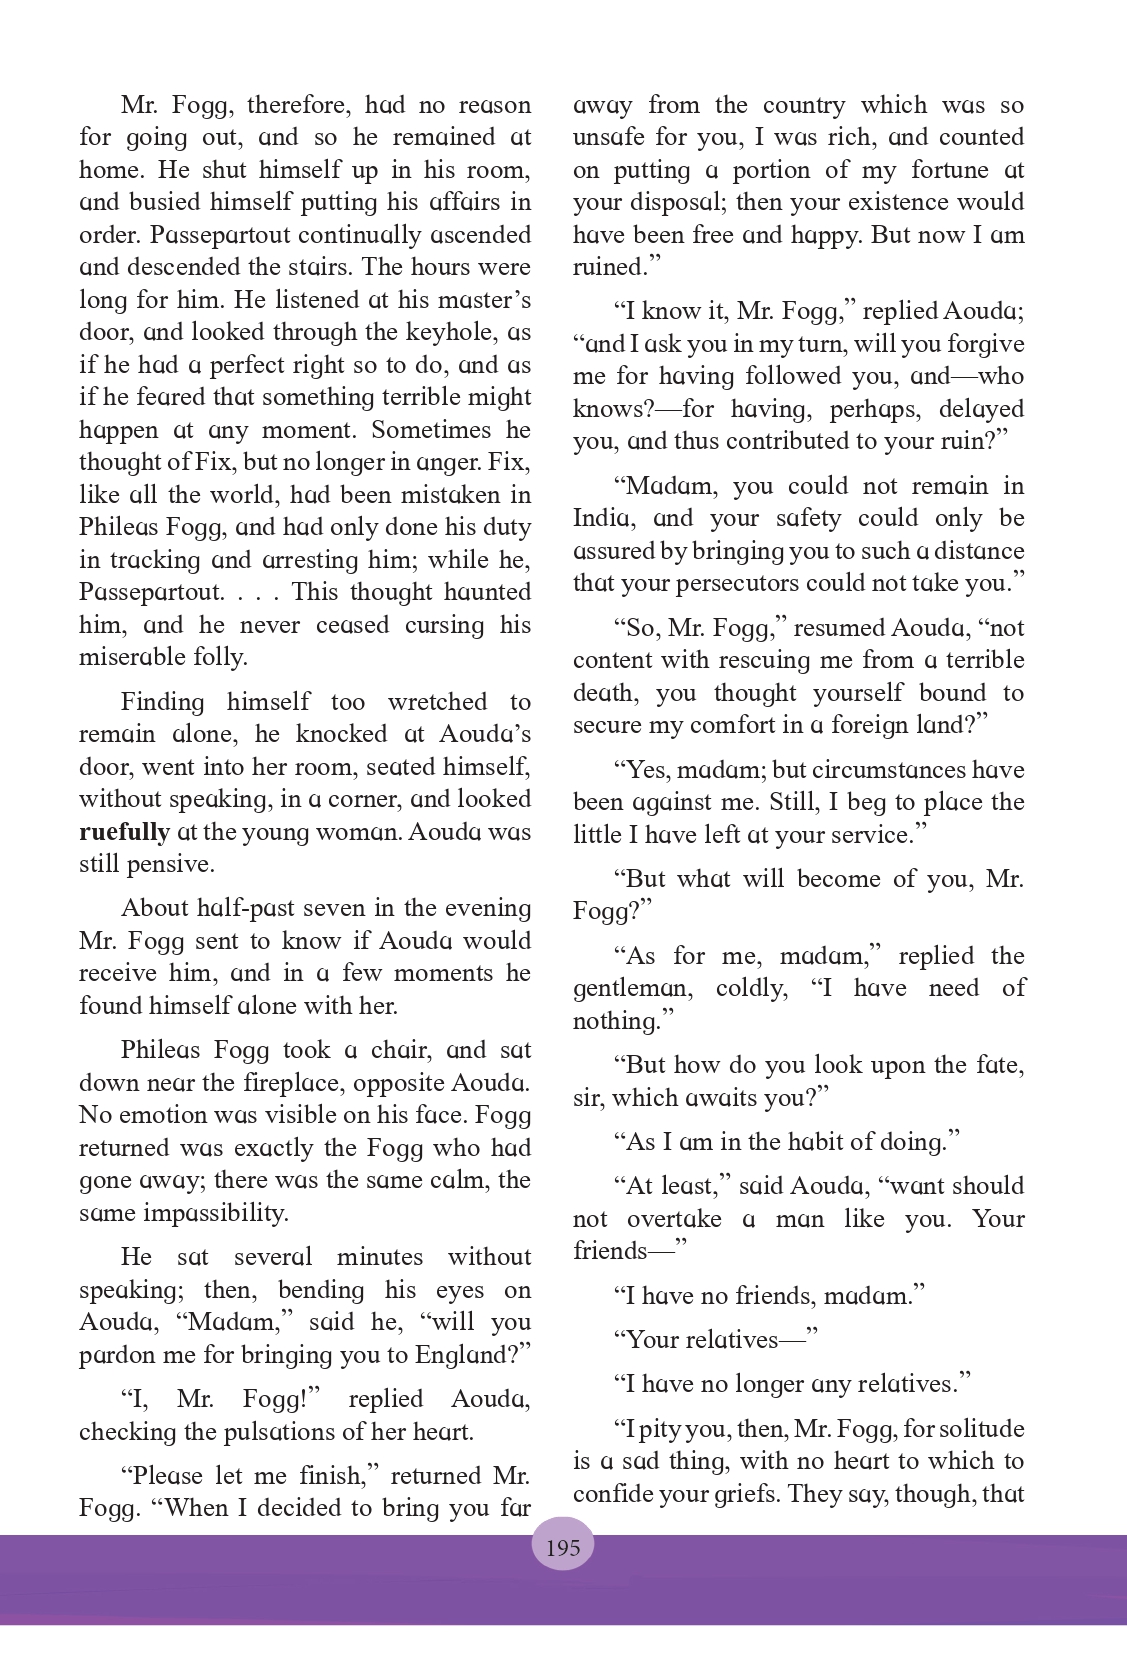 Mr. Fogg, therefore, had no reason
for going out, and so he remained at
home. He shut himself up in his room,
and busied himself putting his affairs in
order. Passepartout continually ascended
and descended the stairs. The hours were
long for him. He listened at his master’s
door, and looked through the keyhole, as
if he had a perfect right so to do, and as
if he feared that something terrible might
happen at any moment. Sometimes he
thought of Fix, but no longer in anger. Fix,
like all the world, had been mistaken in
Phileas Fogg, and had only done his duty
in tracking and arresting him; while he,
Passepartout. . . . This thought haunted
him, and he never ceased cursing his
miserable folly.
Finding himself too wretched to
remain alone, he knocked at Aouda’s
door, went into her room, seated himself,
without speaking, in a corner, and looked
ruefully at the young woman. Aouda was
still pensive.
About half-past seven in the evening
Mr. Fogg sent to know if Aouda would
receive him, and in a few moments he
found himself alone with her.
Phileas Fogg took a chair, and sat
down near the fireplace, opposite Aouda.
No emotion was visible on his face. Fogg
returned was exactly the Fogg who had
gone away; there was the same calm, the
same impassibility.
He sat several minutes without
speaking; then, bending his eyes on
Aouda, “Madam,” said he, “will you
pardon me for bringing you to England?”
“I, Mr. Fogg!” replied Aouda,
checking the pulsations of her heart.
“Please let me finish,” returned Mr.
Fogg. “When I decided to bring you far
away from the country which was so
unsafe for you, I was rich, and counted
on putting a portion of my fortune at
your disposal; then your existence would
have been free and happy. But now I am
ruined.”
“I know it, Mr. Fogg,” replied Aouda;
“and I ask you in my turn, will you forgive
me for having followed you, and—who
knows?—for having, perhaps, delayed
you, and thus contributed to your ruin?”
“Madam, you could not remain in
India, and your safety could only be
assured by bringing you to such a distance
that your persecutors could not take you.”
“So, Mr. Fogg,” resumed Aouda, “not
content with rescuing me from a terrible
death, you thought yourself bound to
secure my comfort in a foreign land?”
“Yes, madam; but circumstances have
been against me. Still, I beg to place the
little I have left at your service.”
“But what will become of you, Mr.
Fogg?”
“As for me, madam,” replied the
gentleman, coldly, “I have need of
nothing.”
“But how do you look upon the fate,
sir, which awaits you?”
“As I am in the habit of doing.”
“At least,” said Aouda, “want should
not overtake a man like you. Your
friends—”
“I have no friends, madam.”
“Your relatives—”
“I have no longer any relatives.”
“I pity you, then, Mr. Fogg, for solitude
is a sad thing, with no heart to which to
confide your griefs. They say, though, that
195